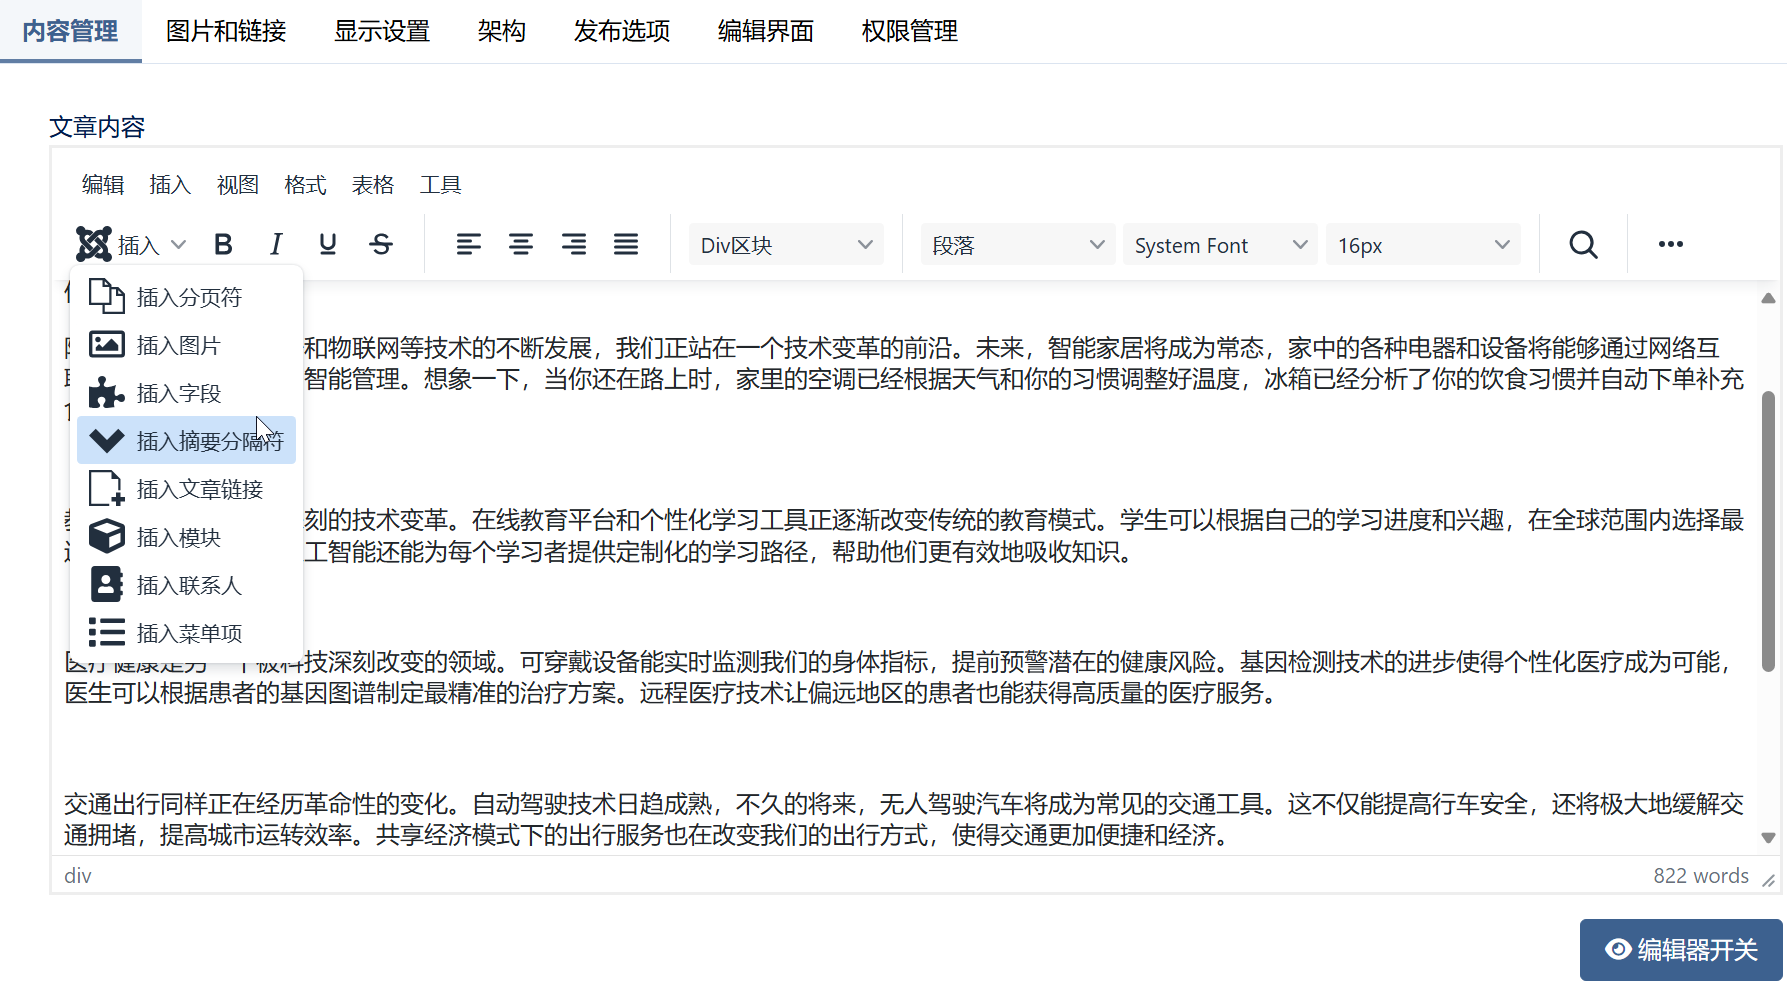 内容管理 图片和链接 显示设置 架构 发布选项 编辑界面 权限管理
文章内容
编辑 插入 视图 格式 表格 工具
插入 B I U S Div区块 段落 System Font 16px
插入分页符
插入图片
插入字段
插入摘要分隔符
插入文章链接
插入模块
插入联系人
插入菜单项
和物联网等技术的不断发展，我们正站在一个技术变革的前沿。未来，智能家居将成为常态，家中的各种电器和设备将能够通过网络互
智能管理。想象一下，当你还在路上时，家里的空调已经根据天气和你的习惯调整好温度，冰箱已经分析了你的饮食习惯并自动下单补充
刻的技术变革。在线教育平台和个性化学习工具正逐渐改变传统的教育模式。学生可以根据自己的学习进度和兴趣，在全球范围内选择最
工智能还能为每个学习者提供定制化的学习路径，帮助他们更有效地吸收知识。
医疗健康是另一个被科技深刻改变的领域。可穿戴设备能实时监测我们的身体指标，提前预警潜在的健康风险。基因检测技术的进步使得个性化医疗成为可能，
医生可以根据患者的基因图谱制定最精准的治疗方案。远程医疗技术让偏远地区的患者也能获得高质量的医疗服务。
交通出行同样正在经历革命性的变化。自动驾驶技术日趋成熟，不久的将来，无人驾驶汽车将成为常见的交通工具。这不仅能提高行车安全，还将极大地缓解交
通拥堵，提高城市运转效率。共享经济模式下的出行服务也在改变我们的出行方式，使得交通更加便捷和经济。
div 822 words
编辑器开关